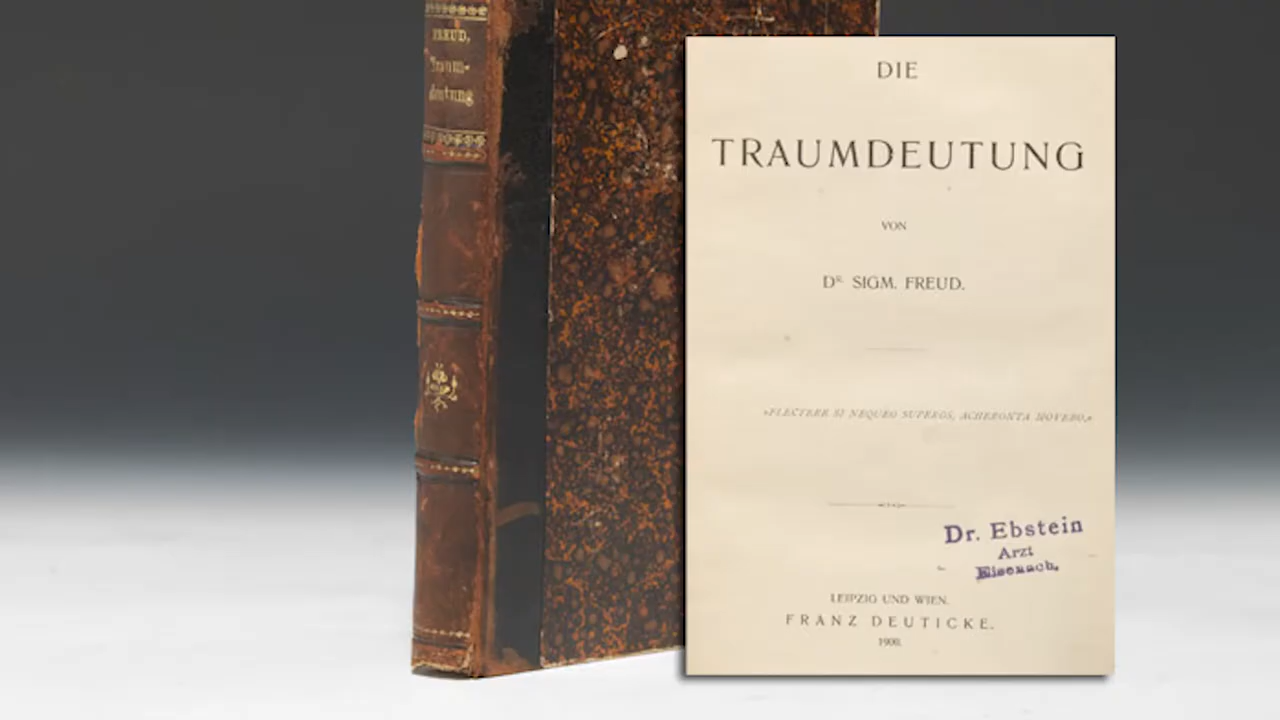 FREUD,
Traum-
deutung
DIE
TRAUMDEUTUNG
VON
DR. SIGM. FREUD.
»FLECTERE SI NEQUEO SUPEROS, ACHERONTA MOVEBO.«
Dr. Ebstein
Arzt
Eisenach.
LEIPZIG UND WIEN.
FRANZ DEUTICKE.
1900.